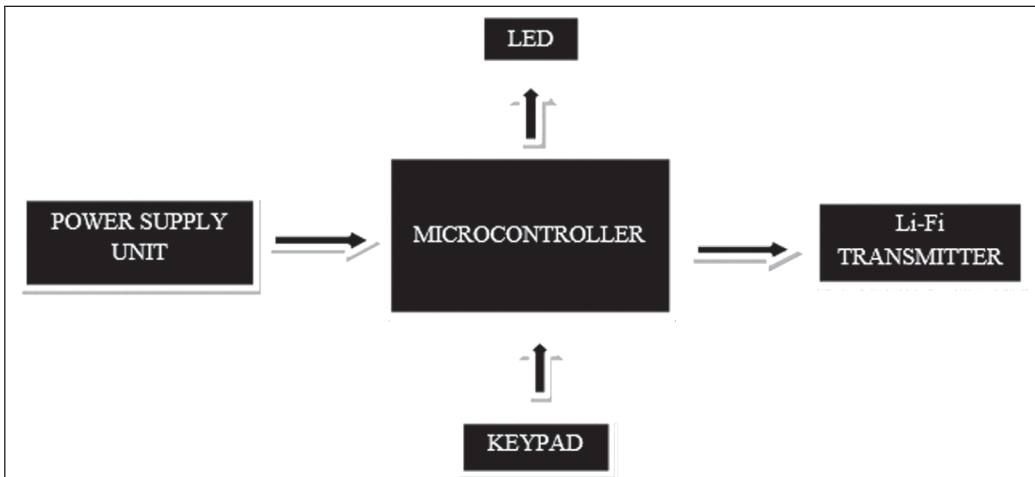 LED
POWER SUPPLY
UNIT
MICROCONTROLLER
Li-Fi
TRANSMITTER
KEYPAD